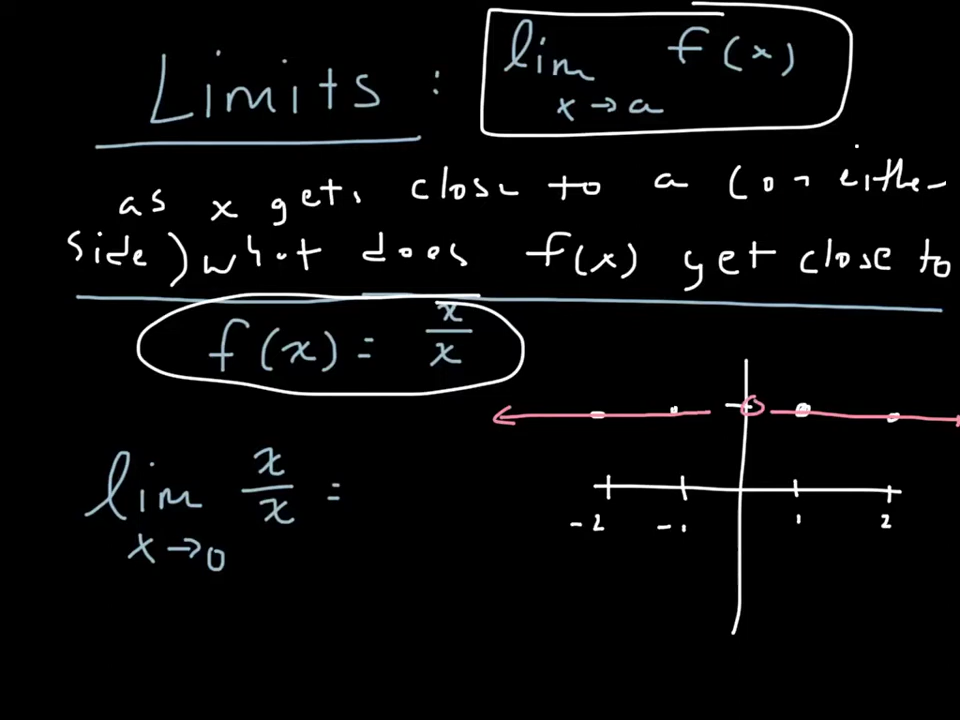 Limits : lim x→a f(x)
as x gets close to a (on either
side) what does f(x) get close to
f(x) = x/x
lim x→0 x/x =
-2 -1 1 2